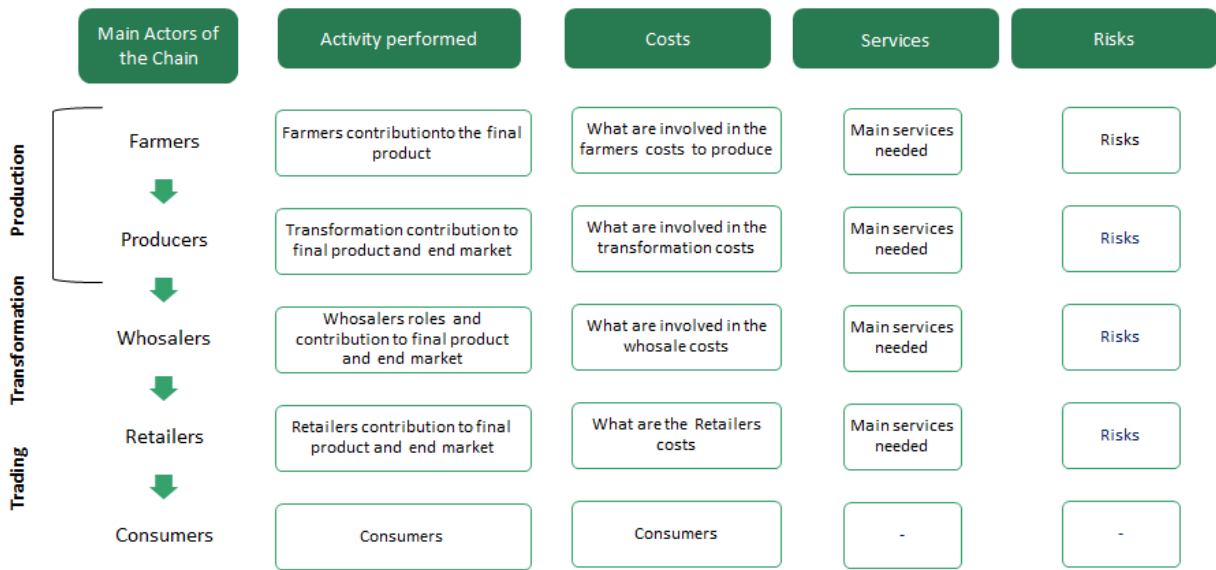 Main Actors of
the Chain
Activity performed
Costs
Services
Risks
Production
Farmers
Farmers contributionto the final
product
What are involved in the
farmers costs to produce
Main services
needed
Risks
Producers
Transformation contribution to
final product and end market
What are involved in the
transformation costs
Main services
needed
Risks
Transformation
Whosalers
Whosalers roles and
contribution to final product
and end market
What are involved in the
whosale costs
Main services
needed
Risks
Trading
Retailers
Retailers contribution to final
product and end market
What are the Retailers
costs
Main services
needed
Risks
Consumers
Consumers
Consumers
-
-